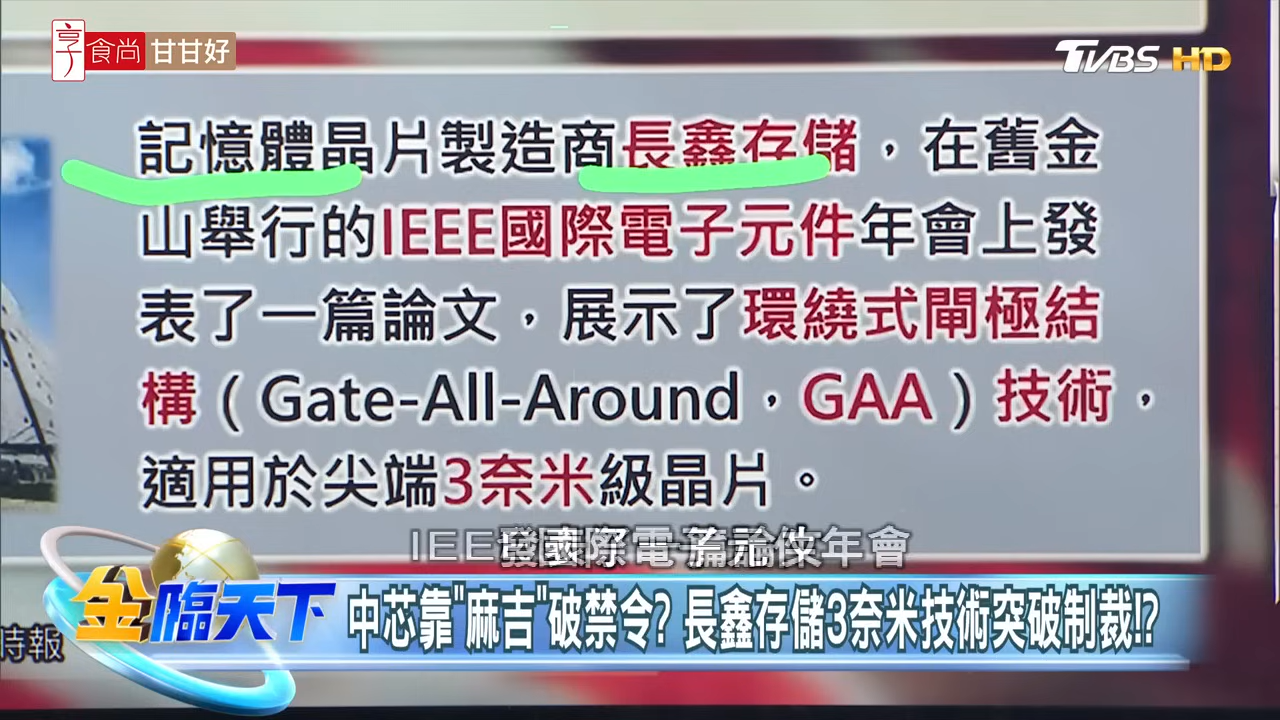 享
食尚 甘甘好
TVBS HD
記憶體晶片製造商長鑫存儲，在舊金
山舉行的IEEE國際電子元件年會上發
表了一篇論文，展示了環繞式閘極結
構（Gate-All-Around，GAA）技術，
適用於尖端3奈米級晶片。
金臨天下
中芯靠"麻吉"破禁令? 長鑫存儲3奈米技術突破制裁!?
時報